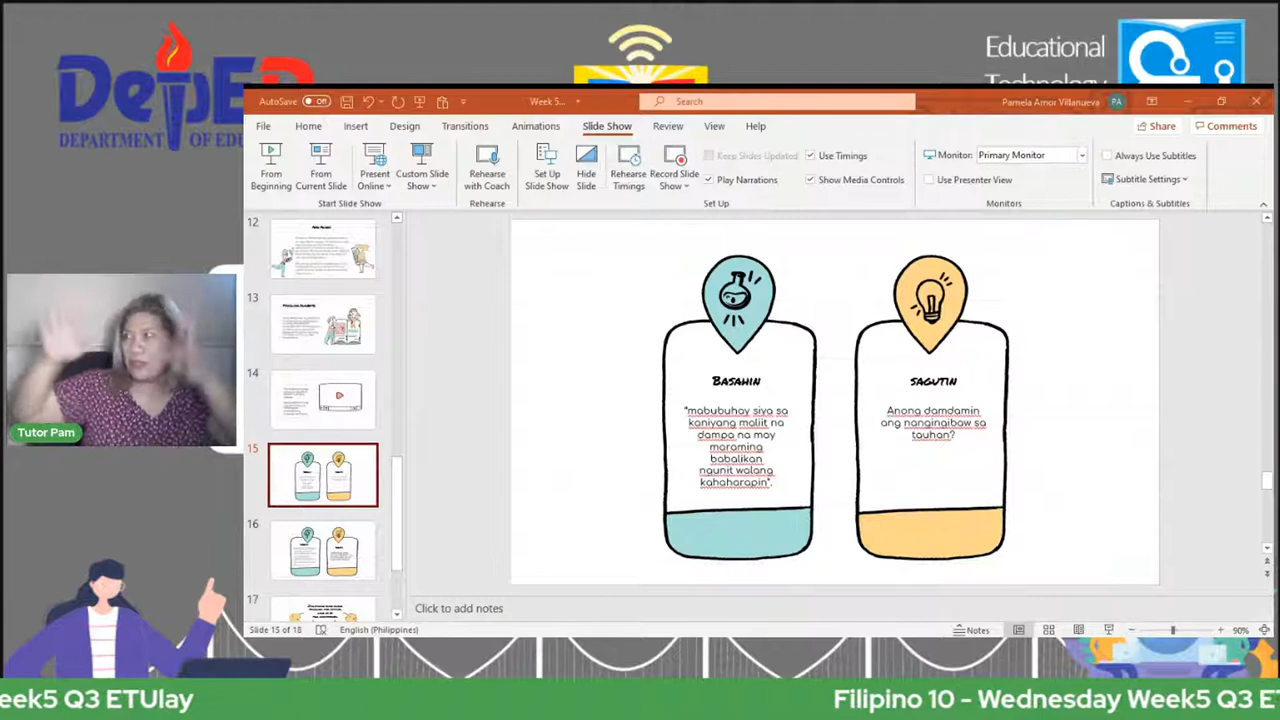 DepED
DEPARTMENT OF EDU
Educational
Technology
AutoSave Off
Week 5...
Search
Pamela Amor Villanueva PA
File Home Insert Design Transitions Animations Slide Show Review View Help
Share Comments
From Beginning
From Current Slide
Present Online
Custom Slide Show
Rehearse with Coach
Set Up Slide Show
Hide Slide
Rehearse Timings
Record Slide Show
Keep Slides Updated
Play Narrations
Use Timings
Show Media Controls
Monitor: Primary Monitor
Use Presenter View
Always Use Subtitles
Subtitle Settings
Start Slide Show
Rehearse
Set Up
Monitors
Captions & Subtitles
12
13
14
15
16
17
Tutor Pam
Basahin
"mabubuhay siya sa
kaniyang maliit na
dampa na may
maraming
babalikan
ngunit walang
kahaharapin".
sagutin
Anong damdamin
ang nangingibaw sa
tauhan?
Click to add notes
Slide 15 of 18
English (Philippines)
Notes
90%
eek5 Q3 ETUlay
Filipino 10 - Wednesday Week5 Q3 E